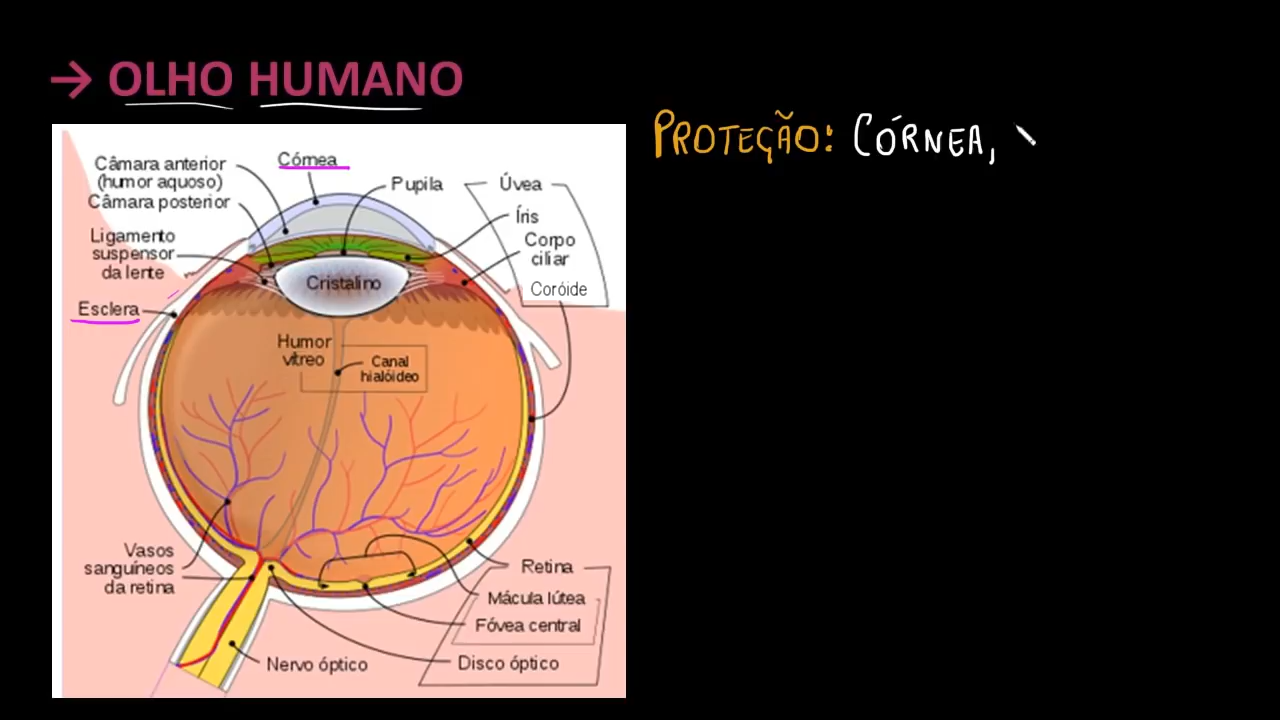 → OLHO HUMANO
PROTEÇÃO: CÓRNEA,
Câmara anterior
(humor aquoso)
Câmara posterior
Ligamento
suspensor
da lente
Esclera
Córnea
Pupila
Úvea
Íris
Corpo
ciliar
Coróide
Cristalino
Humor
vítreo
Canal
hialóideo
Vasos
sanguíneos
da retina
Nervo óptico
Retina
Mácula lútea
Fóvea central
Disco óptico